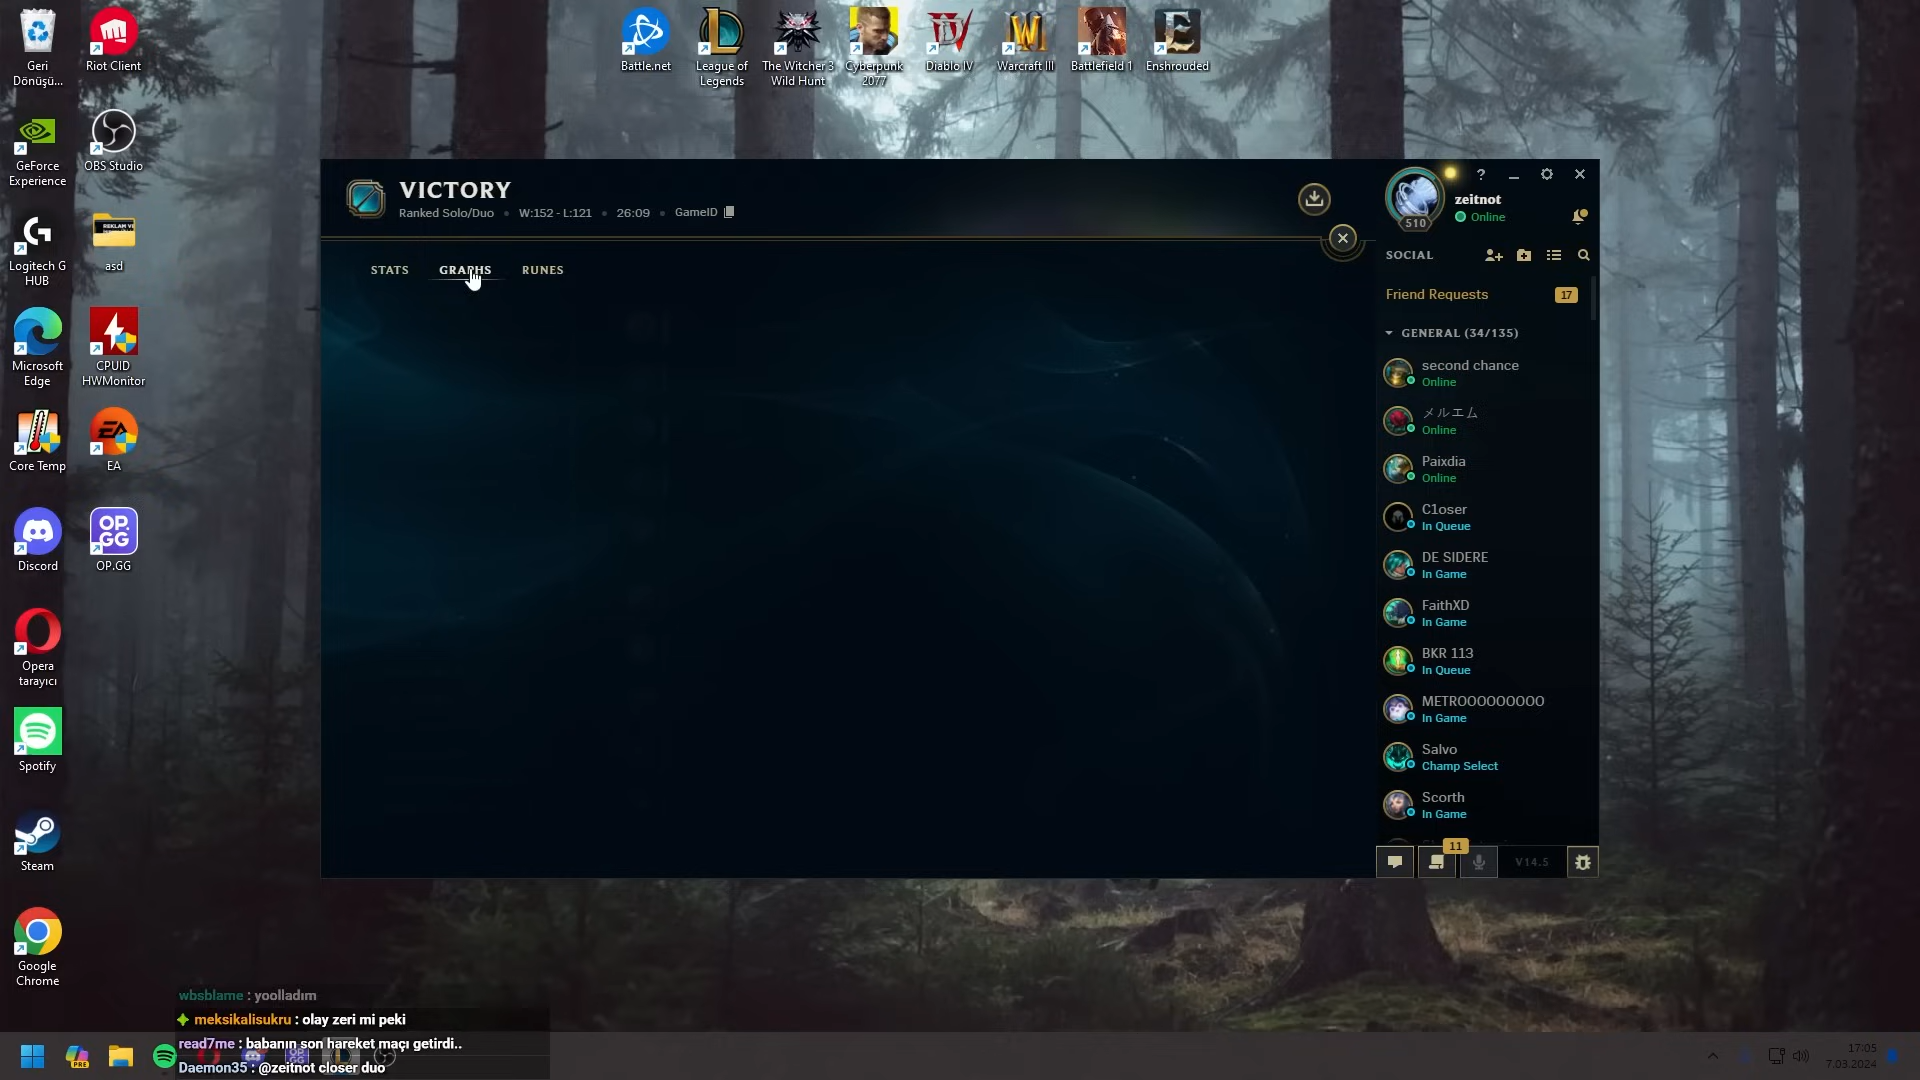 Geri
Dönüşü...
Riot Client
GeForce
Experience
OBS Studio
Logitech G
HUB
asd
Microsoft
Edge
CPUID
HWMonitor
Core Temp
EA
Discord
OP.GG
Opera
tarayıcı
Spotify
Steam
Google
Chrome
Battle.net
League of
Legends
The Witcher 3
Wild Hunt
Cyberpunk
2077
Diablo IV
Warcraft III
Battlefield 1
Enshrouded
VICTORY
Ranked Solo/Duo • W:152 - L:121 • 26:09 • GameID
STATS
GRAPHS
RUNES
?
510
zeitnot
Online
SOCIAL
Friend Requests
17
GENERAL (34/135)
second chance
Online
メルエム
Online
Paixdia
Online
C1oser
In Queue
DE SIDERE
In Game
FaithXD
In Game
BKR 113
In Queue
METROOOOOOOOO
In Game
Salvo
Champ Select
Scorth
In Game
11
V14.5
wbsblame : yoolladım
meksikalisukru : olay zeri mi peki
read7me : babanın son hareket maçı getirdi..
Daemon35 : @zeitnot closer duo
17:05
7.03.2024